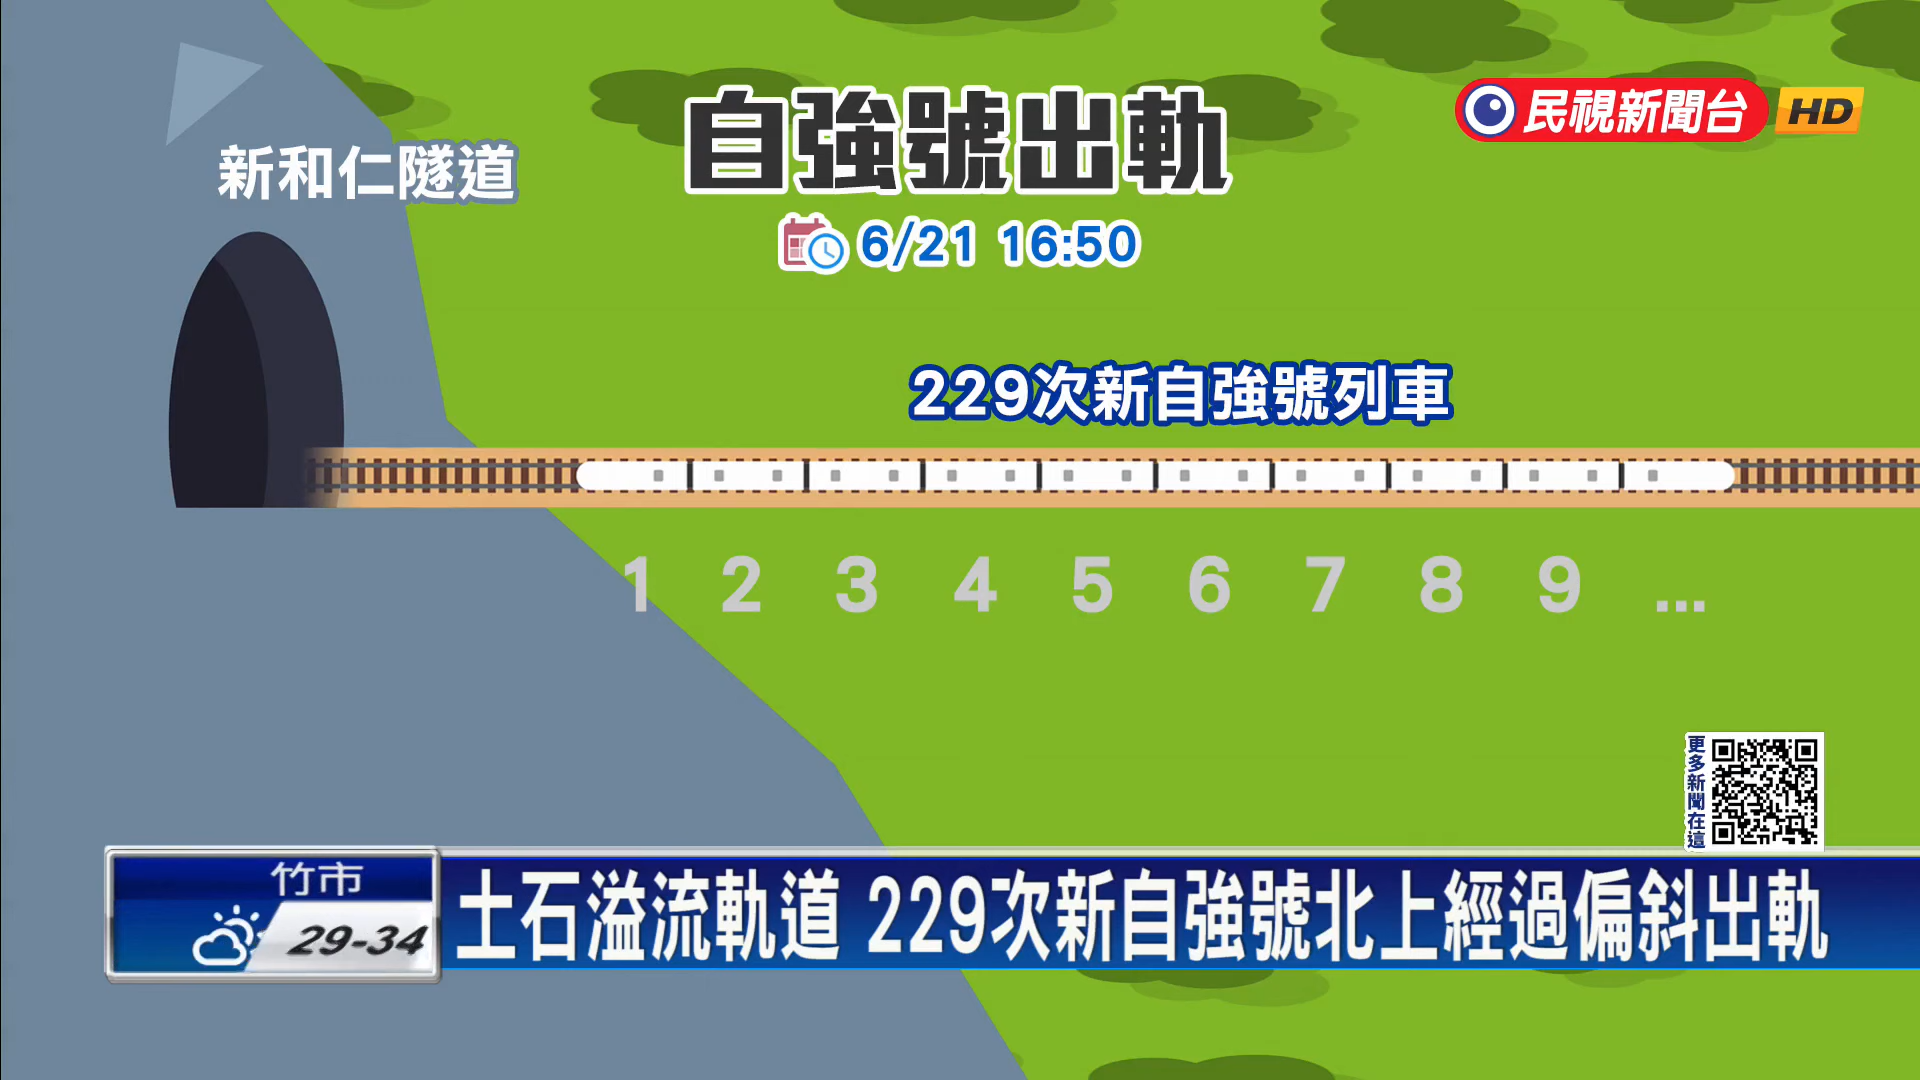 自強號出軌
民視新聞台 HD
新和仁隧道
6/21 16:50
229次新自強號列車
1 2 3 4 5 6 7 8 9 ...
更多新聞在這
竹市
29-34
土石溢流軌道 229次新自強號北上經過偏斜出軌